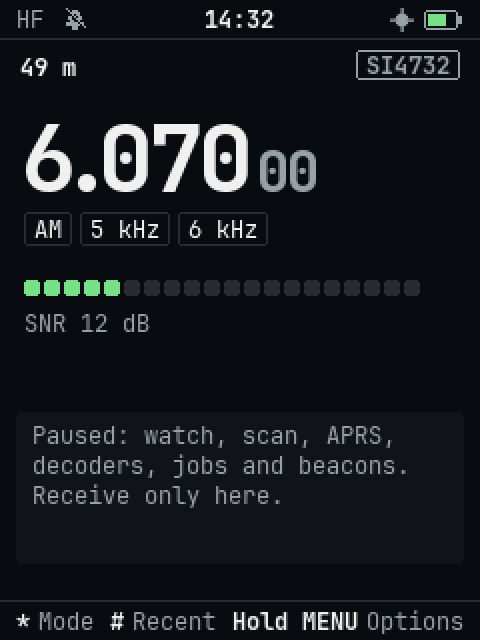 HF 14:32
49 m SI4732
6.070 00
AM 5 kHz 6 kHz
SNR 12 dB
Paused: watch, scan, APRS,
decoders, jobs and beacons.
Receive only here.
* Mode # Recent Hold MENU Options